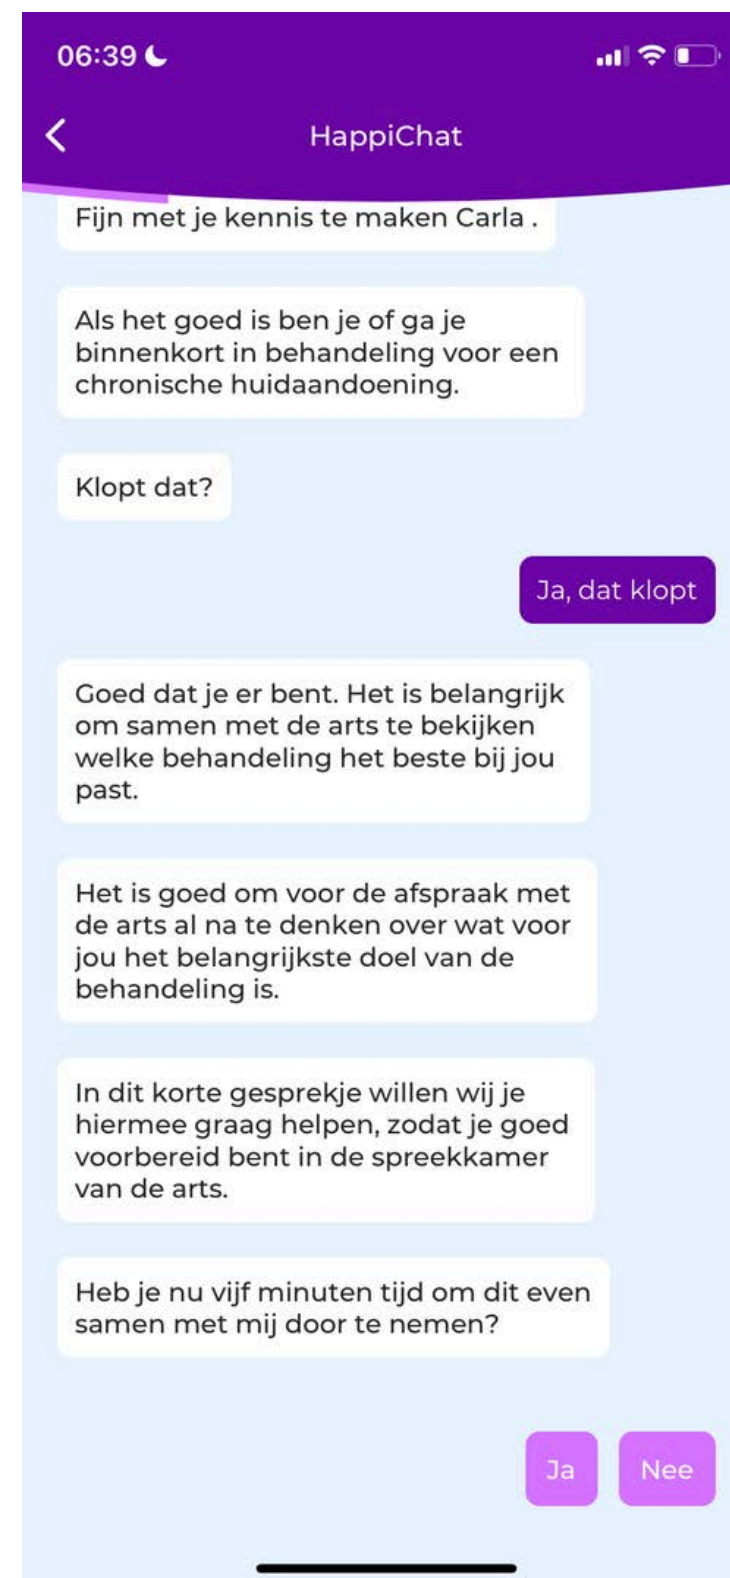 06:39
HappiChat
Fijn met je kennis te maken Carla .
Als het goed is ben je of ga je
binnenkort in behandeling voor een
chronische huidaandoening.
Klopt dat?
Ja, dat klopt
Goed dat je er bent. Het is belangrijk
om samen met de arts te bekijken
welke behandeling het beste bij jou
past.
Het is goed om voor de afspraak met
de arts al na te denken over wat voor
jou het belangrijkste doel van de
behandeling is.
In dit korte gesprekje willen wij je
hiermee graag helpen, zodat je goed
voorbereid bent in de spreekkamer
van de arts.
Heb je nu vijf minuten tijd om dit even
samen met mij door te nemen?
Ja Nee